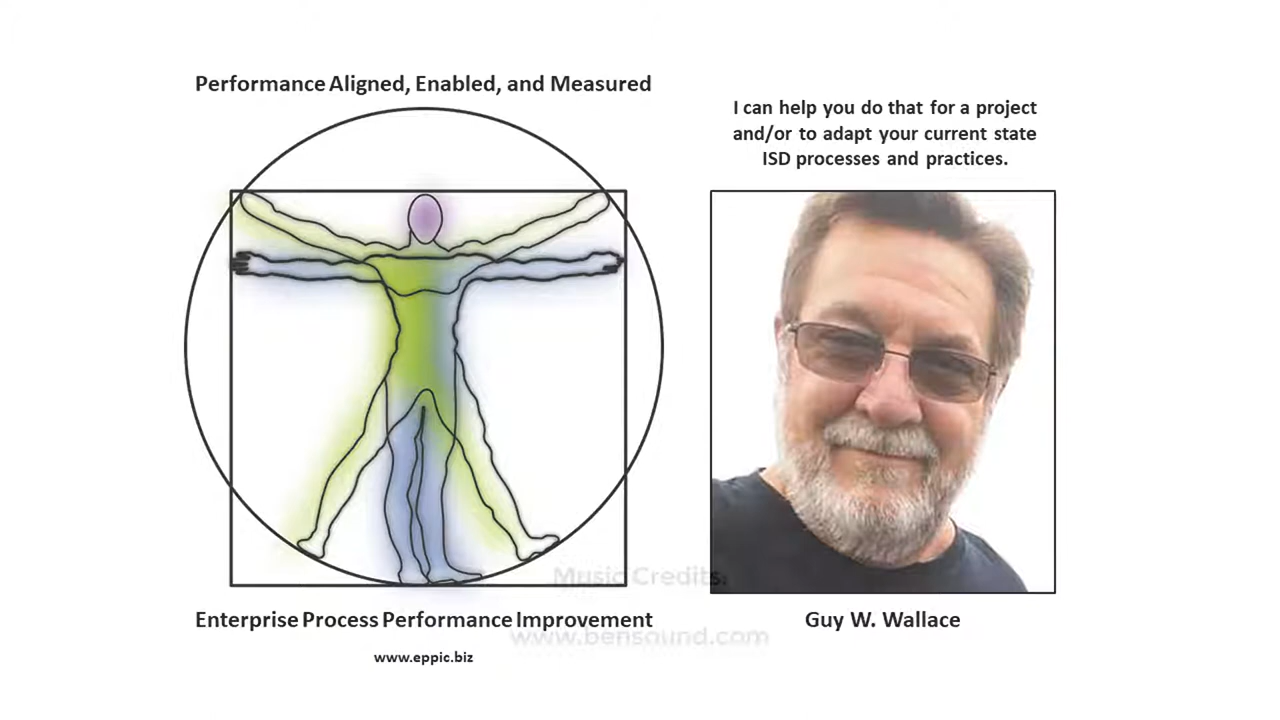 Performance Aligned, Enabled, and Measured
I can help you do that for a project
and/or to adapt your current state
ISD processes and practices.
Music Credits:
Enterprise Process Performance Improvement
Guy W. Wallace
www.bensound.com
www.eppic.biz